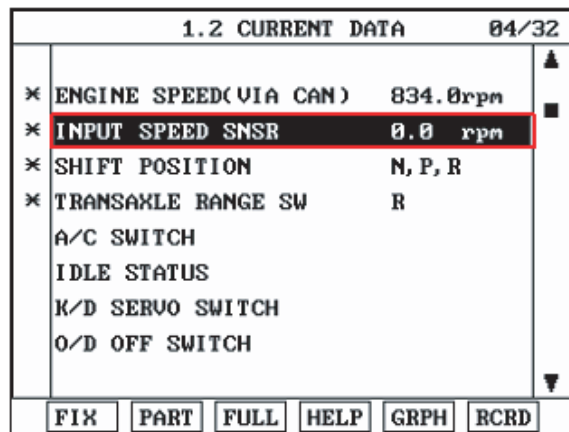 1.2 CURRENT DATA 04/32
* ENGINE SPEED(VIA CAN) 834.0rpm
* INPUT SPEED SNSR 0.0 rpm
* SHIFT POSITION N,P,R
* TRANSAXLE RANGE SW R
A/C SWITCH
IDLE STATUS
K/D SERVO SWITCH
O/D OFF SWITCH
FIX PART FULL HELP GRPH RCRD